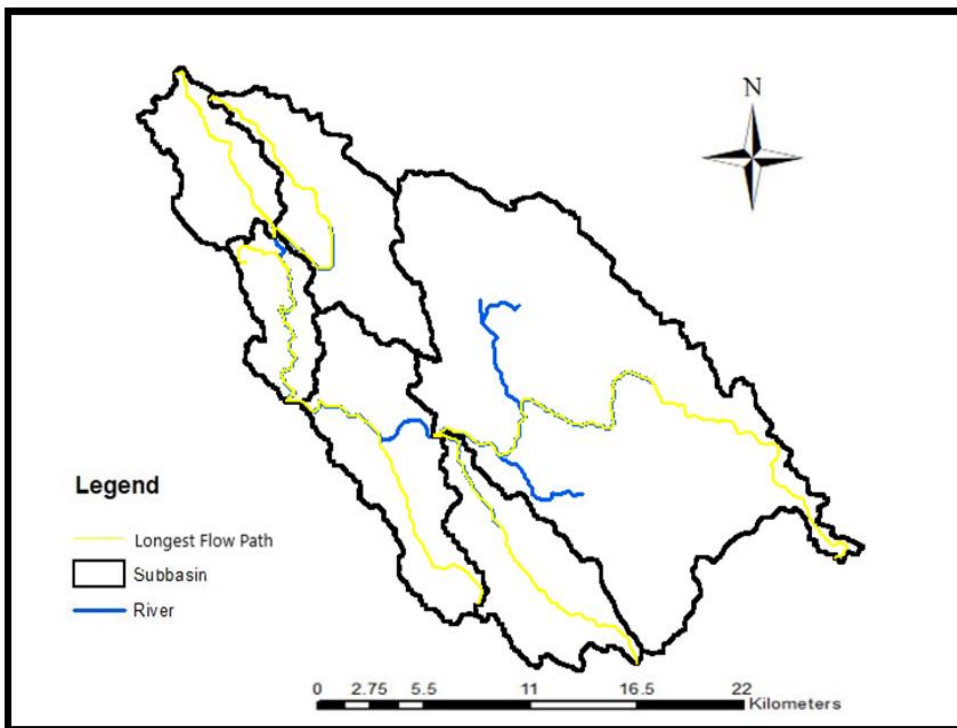 N
Legend
Longest Flow Path
Subbasin
River
0 2.75 5.5 11 16.5 22
Kilometers